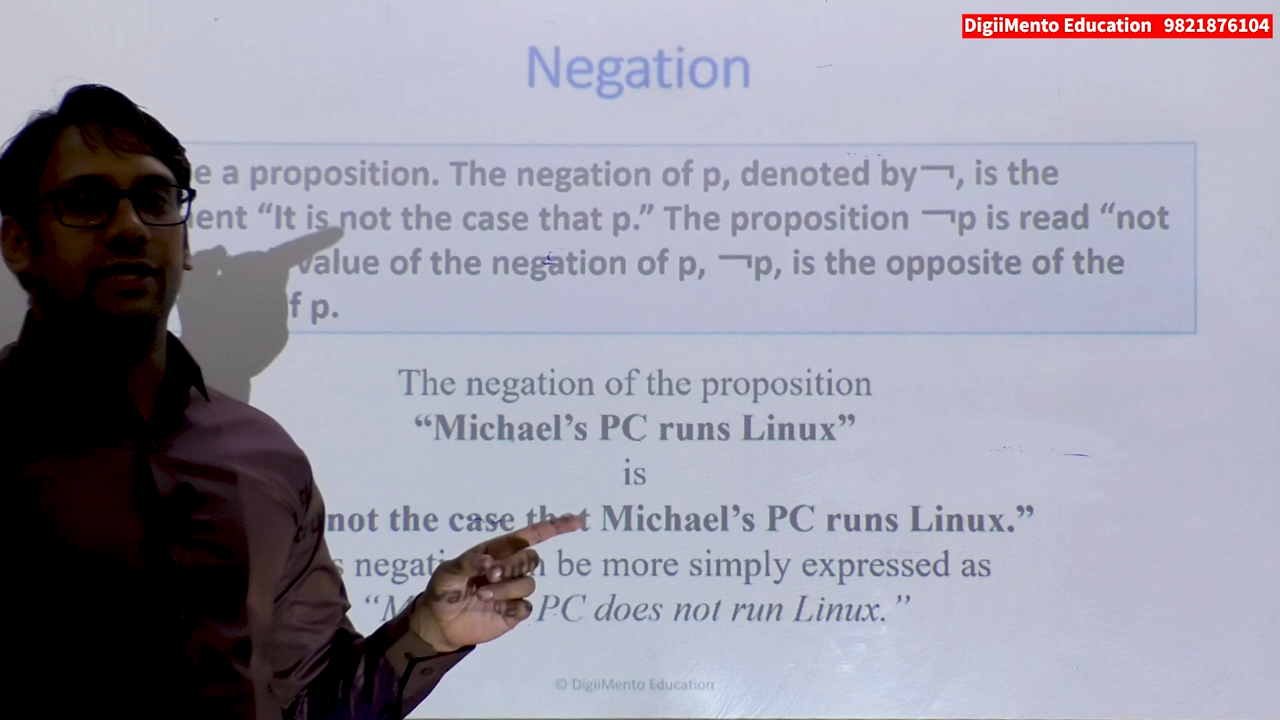 DigiiMento Education 9821876104
Negation
e a proposition. The negation of p, denoted by¬, is the
ent “It is not the case that p.” The proposition ¬p is read “not
value of the negation of p, ¬p, is the opposite of the
f p.
The negation of the proposition
“Michael’s PC runs Linux”
is
not the case that Michael’s PC runs Linux.”
s negati n be more simply expressed as
“M PC does not run Linux.”
© DigiiMento Education